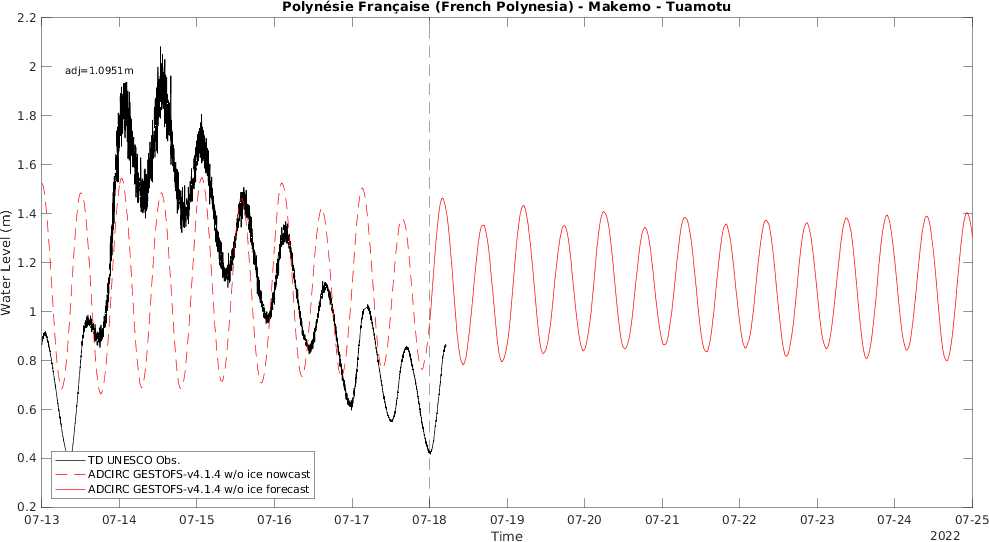 Polynésie Française (French Polynesia) - Makemo - Tuamotu
2.2
2
1.8
1.6
1.4
1.2
1
0.8
0.6
0.4
0.2
Water Level (m)
adj=1.0951m
TD UNESCO Obs.
ADCIRC GESTOFS-v4.1.4 w/o ice nowcast
ADCIRC GESTOFS-v4.1.4 w/o ice forecast
07-13 07-14 07-15 07-16 07-17 07-18 07-19 07-20 07-21 07-22 07-23 07-24 07-25
Time
2022